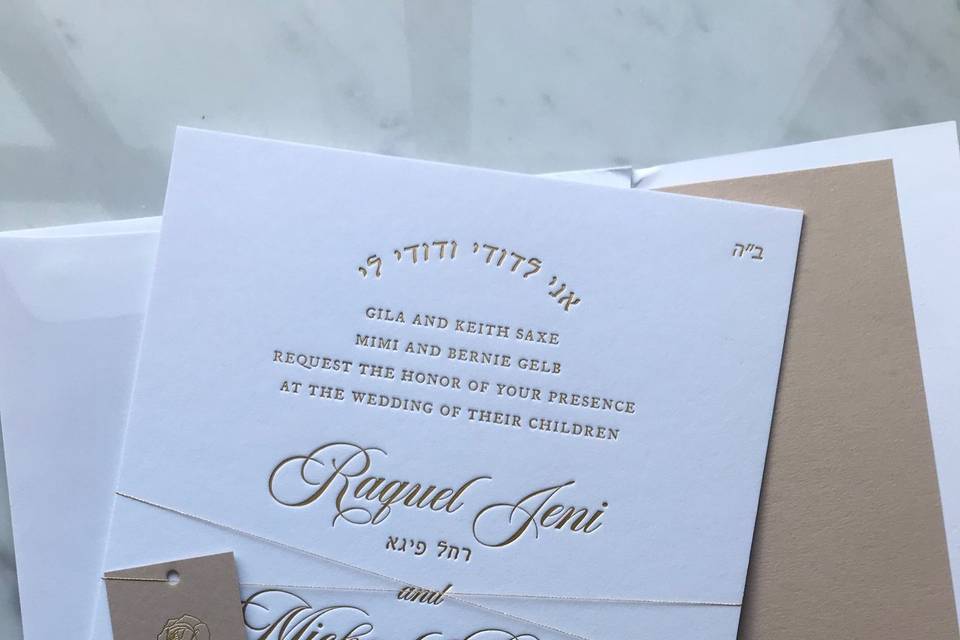 ב״ה
אני לדודי ודודי לי
GILA AND KEITH SAXE
MIMI AND BERNIE GELB
REQUEST THE HONOR OF YOUR PRESENCE
AT THE WEDDING OF THEIR CHILDREN
Raquel Jeni
רחל פיגא
and